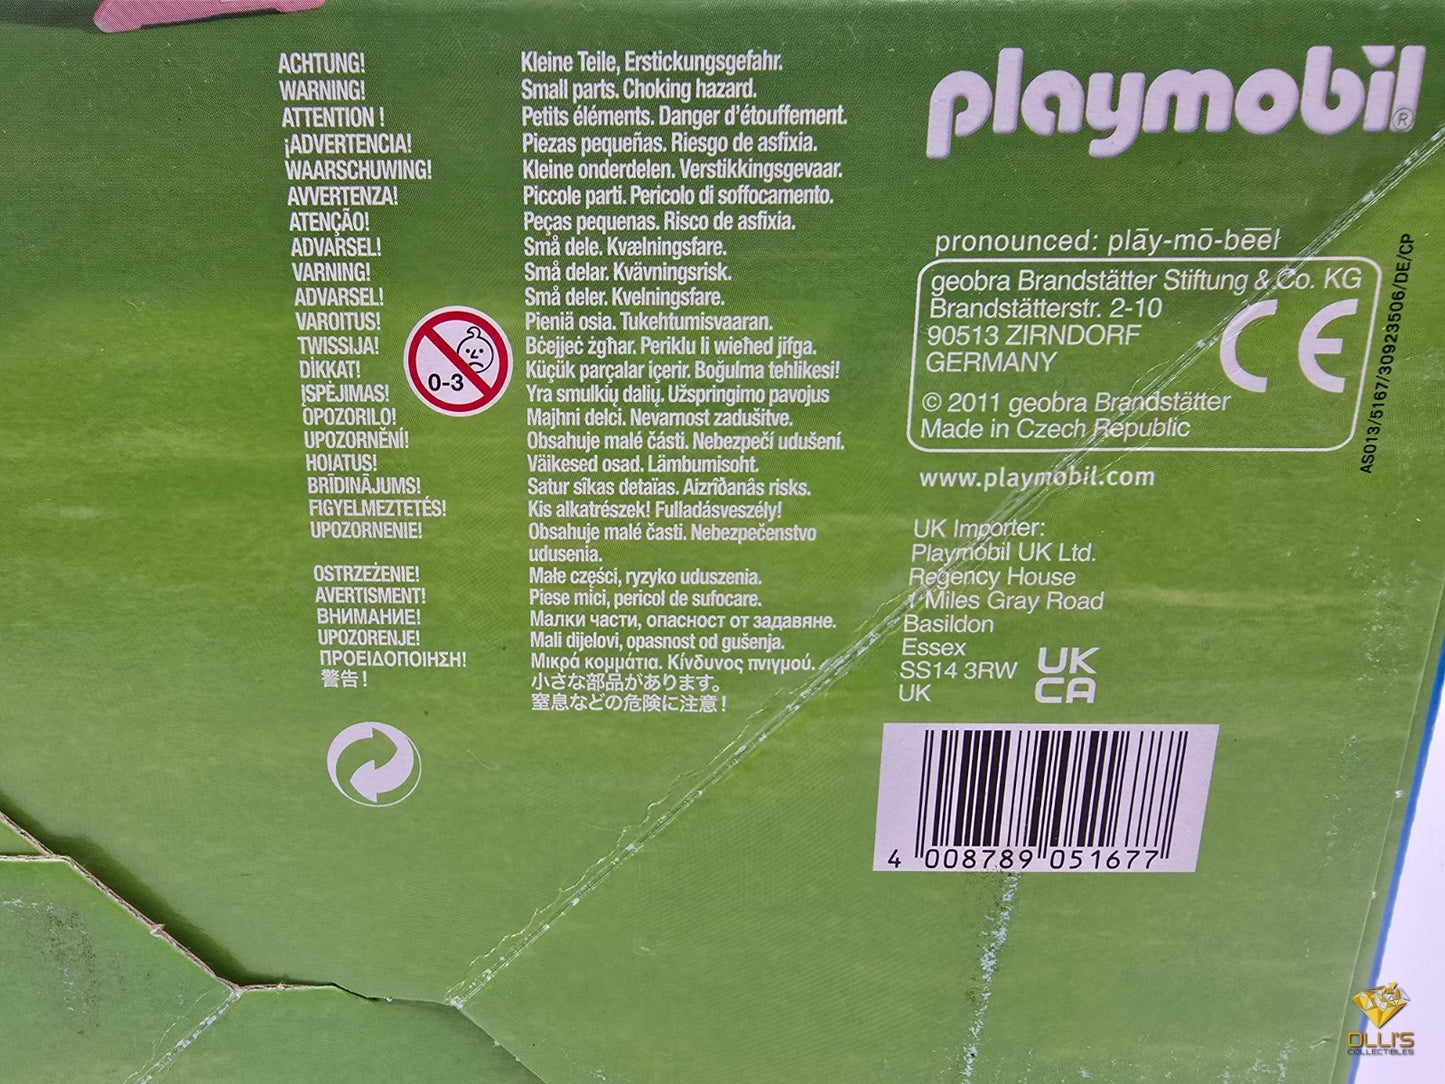 ACHTUNG! Kleine Teile, Erstickungsgefahr.
WARNING! Small parts. Choking hazard.
ATTENTION ! Petits éléments. Danger d'étouffement.
¡ADVERTENCIA! Piezas pequeñas. Riesgo de asfixia.
WAARSCHUWING! Kleine onderdelen. Verstikkingsgevaar.
AVVERTENZA! Piccole parti. Pericolo di soffocamento.
ATENÇÃO! Peças pequenas. Risco de asfixia.
ADVARSEL! Små dele. Kvælningsfare.
VARNING! Små delar. Kvävningsrisk.
ADVARSEL! Små deler. Kvelningsfare.
VAROITUS! Pieniä osia. Tukehtumisvaaran.
TWISSIJA! Bċejjeċ żgħar. Periklu li wieħed jifga.
DİKKAT! Küçük parçalar içerir. Boğulma tehlikesi!
ĮSPĖJIMAS! Yra smulkių dalių. Užspringimo pavojus
OPOZORILO! Majhni delci. Nevarnost zadušitve.
UPOZORNĚNÍ! Obsahuje malé části. Nebezpečí udušení.
HOIATUS! Väikesed osad. Lämbumisoht.
BRĪDINĀJUMS! Satur sîkas detaïas. Aizrîðanâs risks.
FIGYELMEZTETÉS! Kis alkatrészek! Fulladásveszély!
UPOZORNENIE! Obsahuje malé časti. Nebezpečenstvo
udusenia.
OSTRZEŻENIE! Małe części, ryzyko uduszenia.
AVERTISMENT! Piese mici, pericol de sufocare.
ВНИМАНИЕ! Малки части, опасност от задавяне.
UPOZORENJE! Mali dijelovi, opasnost od gušenja.
ΠΡΟΕΙΔΟΠΟΙΗΣΗ! Μικρά κομμάτια. Κίνδυνος πνιγμού.
警告! 小さな部品があります。
窒息などの危険に注意!
0-3
playmobil®
pronounced: plāy-mō-beel
geobra Brandstätter Stiftung & Co. KG
Brandstätterstr. 2-10
90513 ZIRNDORF
GERMANY
CE
© 2011 geobra Brandstätter
Made in Czech Republic
AS013/5167/30923506/DE/CP
www.playmobil.com
UK Importer:
Playmobil UK Ltd.
Regency House
1 Miles Gray Road
Basildon
Essex
SS14 3RW
UK
UK
CA
4 008789 051677
OLLI'S
COLLECTIBLES